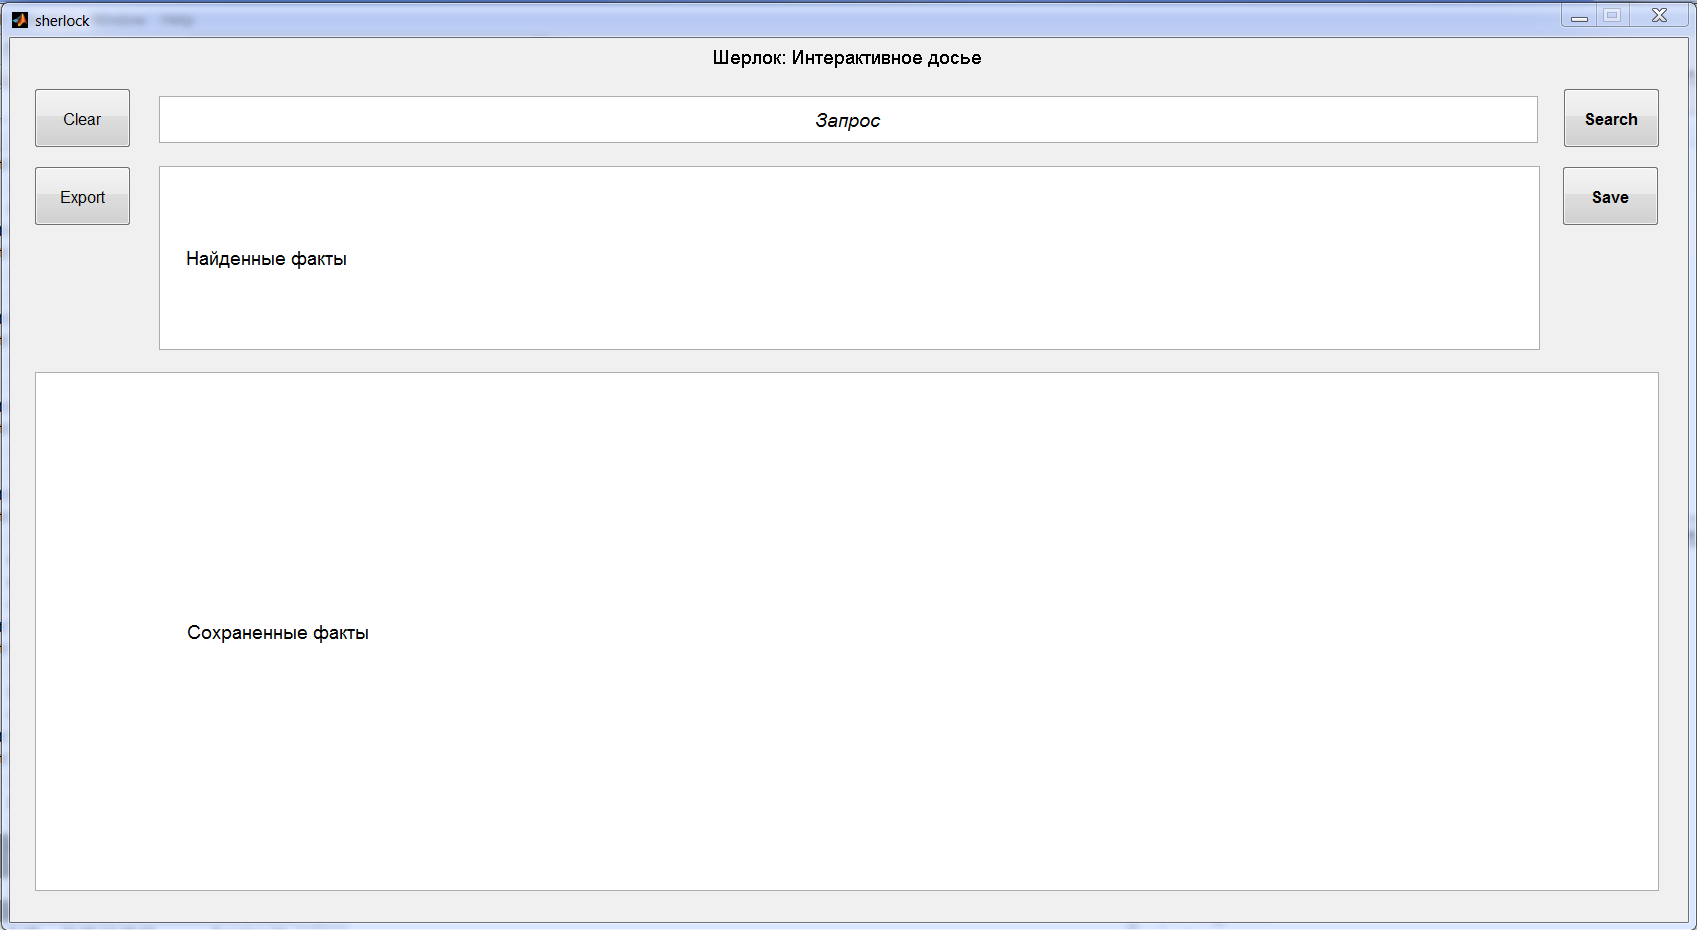 sherlock
Шерлок: Интерактивное досье
Clear
Запрос
Search
Export
Найденные факты
Save
Сохраненные факты